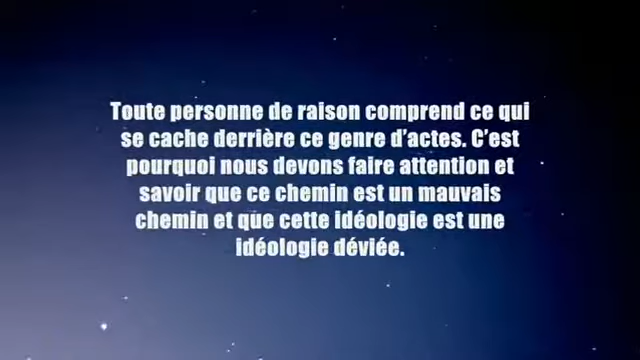 Toute personne de raison comprend ce qui
se cache derrière ce genre d'actes. C'est
pourquoi nous devons faire attention et
savoir que ce chemin est un mauvais
chemin et que cette idéologie est une
idéologie déviée.